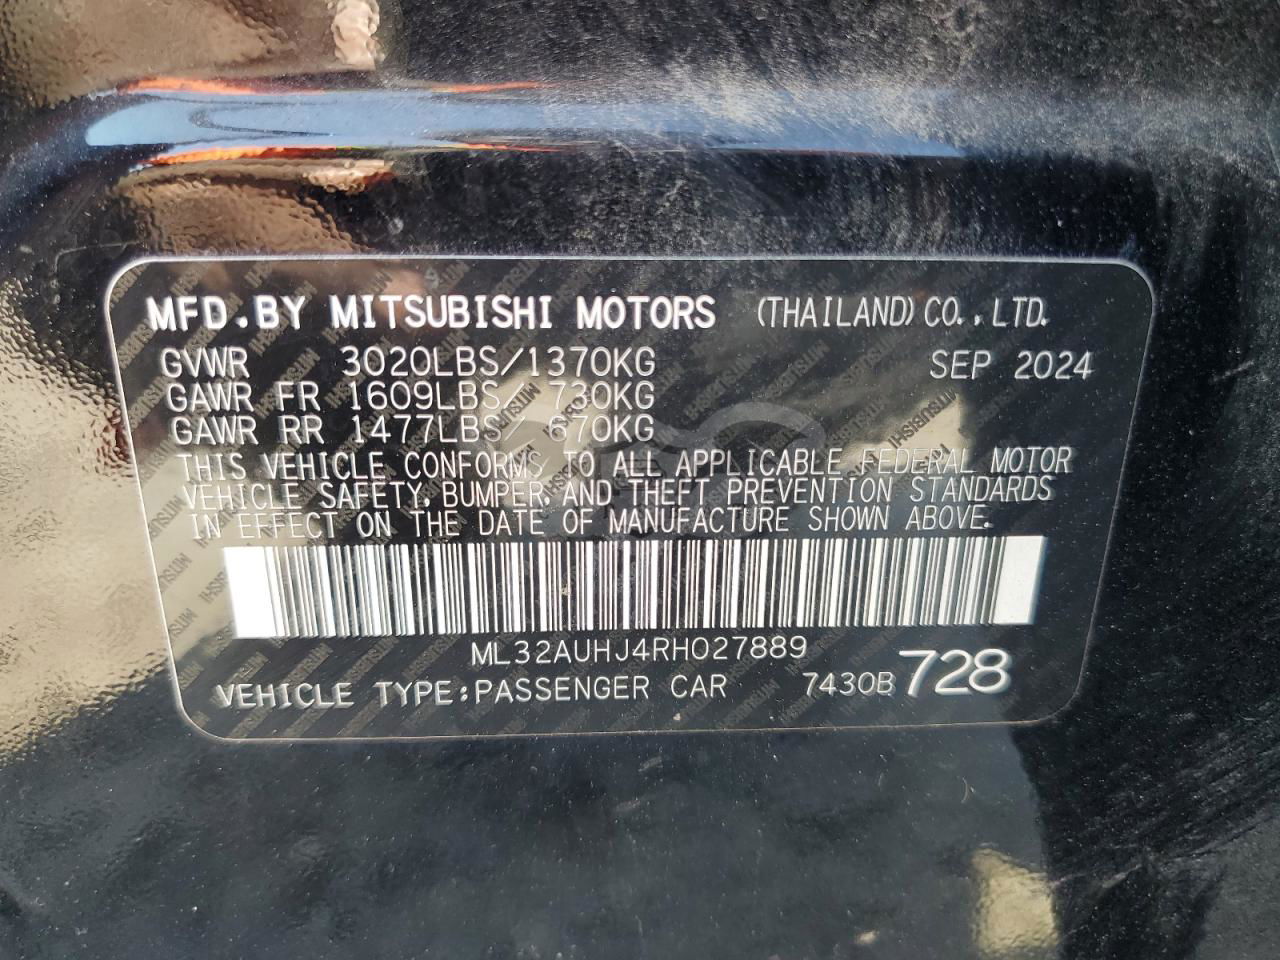 MFD.BY MITSUBISHI MOTORS (THAILAND) CO.,LTD.
GVWR 3020LBS/1370KG SEP 2024
GAWR FR 1609LBS/ 730KG
GAWR RR 1477LBS/ 670KG
THIS VEHICLE CONFORMS TO ALL APPLICABLE FEDERAL MOTOR
VEHICLE SAFETY, BUMPER, AND THEFT PREVENTION STANDARDS
IN EFFECT ON THE DATE OF MANUFACTURE SHOWN ABOVE.
ML32AUHJ4RH027889
VEHICLE TYPE:PASSENGER CAR 7430B 728